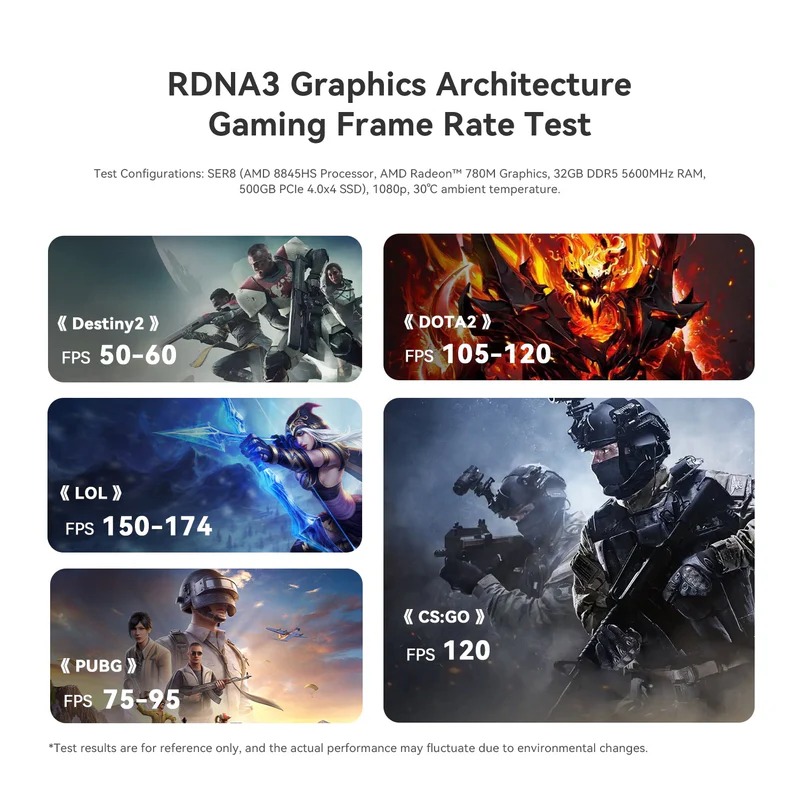 RDNA3 Graphics Architecture
Gaming Frame Rate Test
Test Configurations: SER8 (AMD 8845HS Processor, AMD Radeon™ 780M Graphics, 32GB DDR5 5600MHz RAM,
500GB PCIe 4.0x4 SSD), 1080p, 30℃ ambient temperature.
《 Destiny2 》
FPS 50-60
《 DOTA2 》
FPS 105-120
《 LOL 》
FPS 150-174
《 CS:GO 》
FPS 120
《 PUBG 》
FPS 75-95
*Test results are for reference only, and the actual performance may fluctuate due to environmental changes.